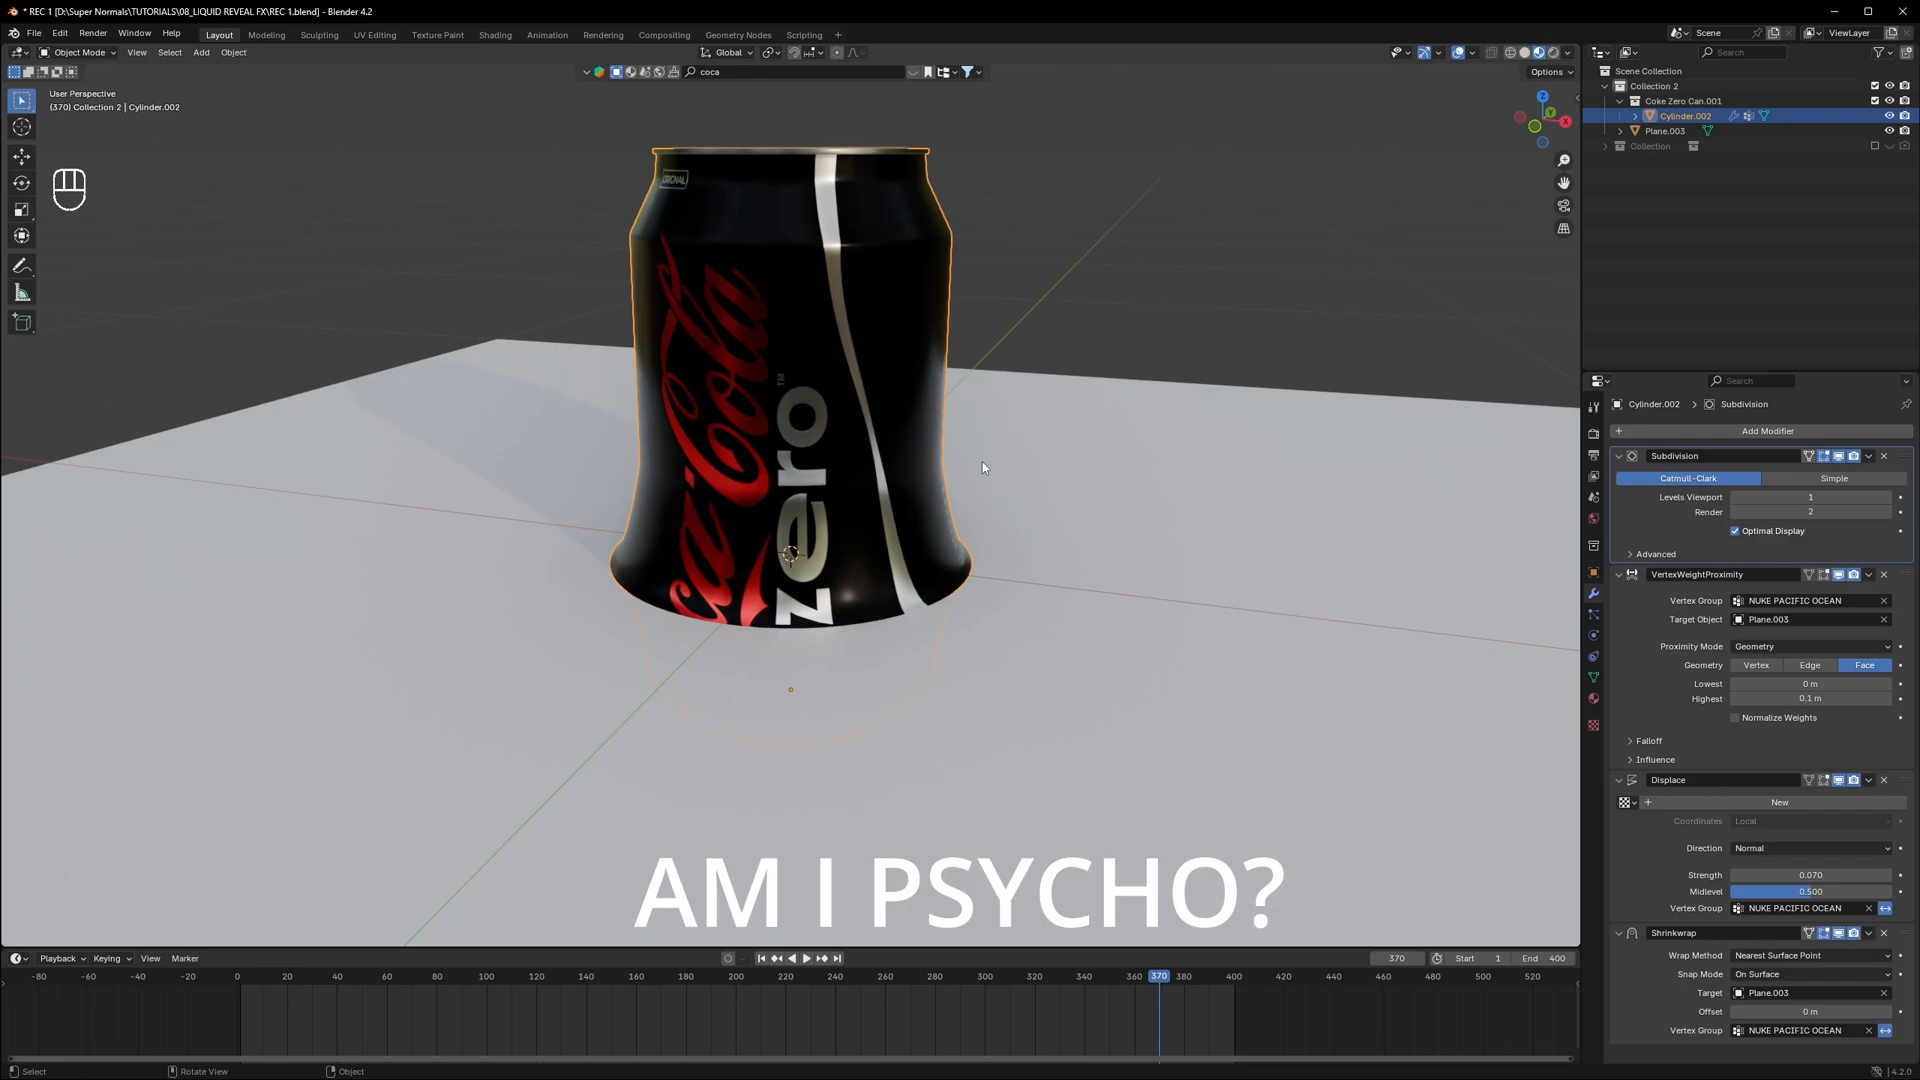 * REC 1 [D:\Super Normals\TUTORIALS\08_LIQUID REVEAL FX\REC 1.blend] - Blender 4.2
File Edit Render Window Help Layout Modeling Sculpting UV Editing Texture Paint Shading Animation Rendering Compositing Geometry Nodes Scripting + Scene ViewLayer
Object Mode View Select Add Object Global Search
coca Options
User Perspective
(370) Collection 2 | Cylinder.002
Scene Collection
Collection 2
Coke Zero Can.001
Cylinder.002
Plane.003
Collection
Z
Y
X
ORIGINAL
Coca-Cola
zero
TM
Search
Cylinder.002 > Subdivision
+ Add Modifier
Subdivision
Catmull-Clark Simple
Levels Viewport 1
Render 2
Optimal Display
Advanced
VertexWeightProximity
Vertex Group NUKE PACIFIC OCEAN
Target Object Plane.003
Proximity Mode Geometry
Geometry Vertex Edge Face
Lowest 0 m
Highest 0.1 m
Normalize Weights
Falloff
Influence
Displace
+ New
Coordinates Local
Direction Normal
Strength 0.070
Midlevel 0.500
Vertex Group NUKE PACIFIC OCEAN
Shrinkwrap
Wrap Method Nearest Surface Point
Snap Mode On Surface
Target Plane.003
Offset 0 m
Vertex Group NUKE PACIFIC OCEAN
AM I PSYCHO?
Playback Keying View Marker 370 Start 1 End 400
-80 -60 -40 -20 0 20 40 60 80 100 120 140 160 180 200 220 240 260 280 300 320 340 360 370 380 400 420 440 460 480 500 520
Select Rotate View Object 4.2.0